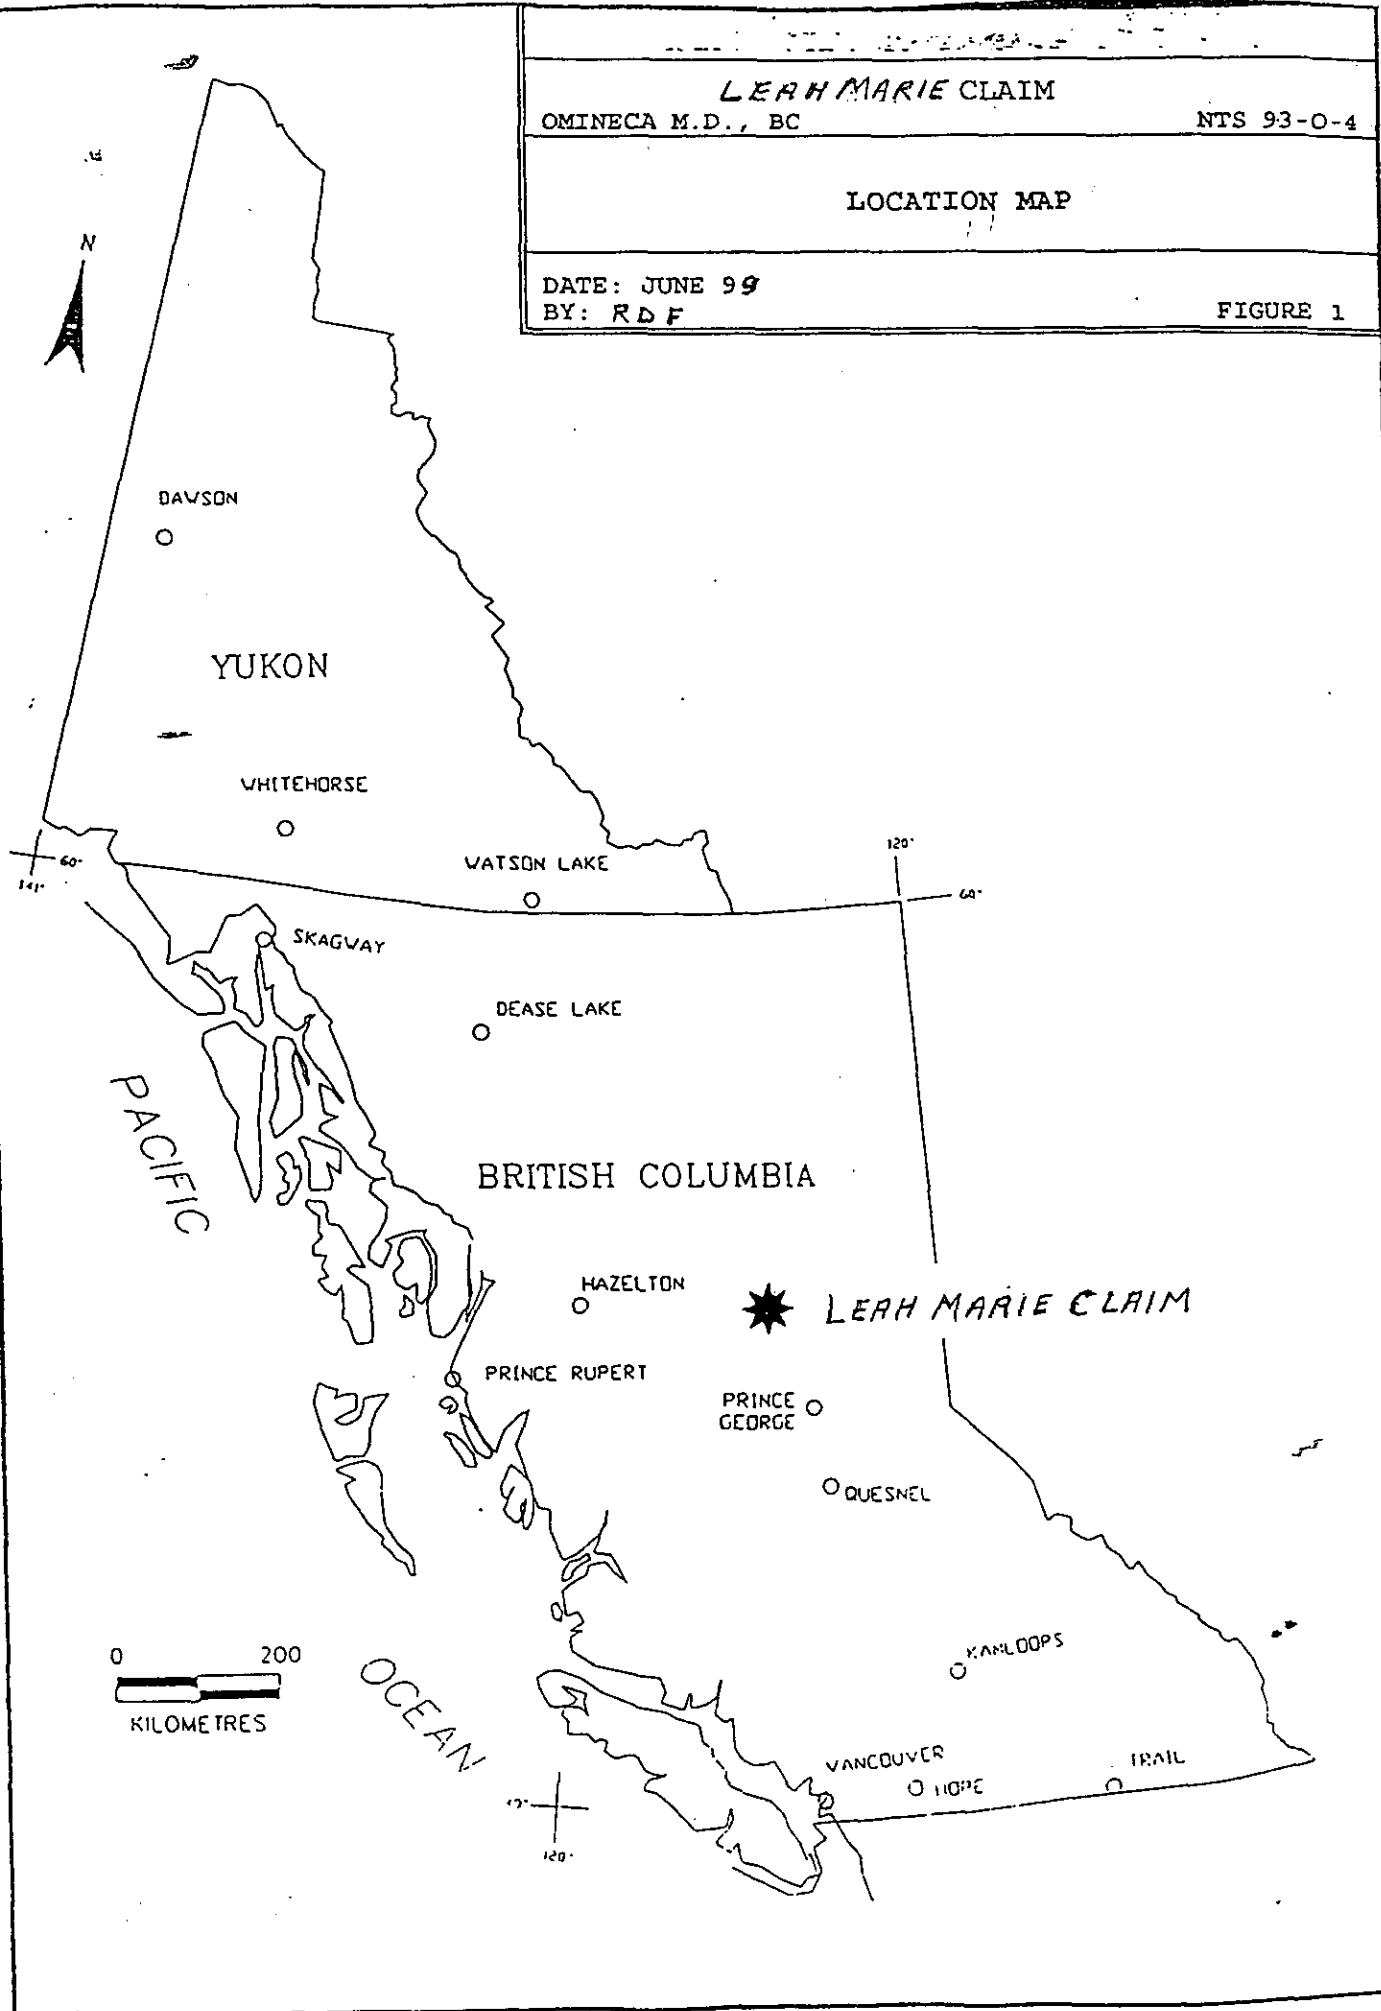 LEAH MARIE CLAIM
OMINECA M.D., BC NTS 93-O-4
LOCATION MAP
DATE: JUNE 99
BY: RDF FIGURE 1
N
DAWSON
YUKON
WHITEHORSE
WATSON LAKE
120°
60°
141°
60°
SKAGWAY
DEASE LAKE
PACIFIC
BRITISH COLUMBIA
HAZELTON
LEAH MARIE CLAIM
PRINCE RUPERT
PRINCE
GEORGE
QUESNEL
0 200
KILOMETRES
OCEAN
KAMLOOPS
VANCOUVER
HOPE
TRAIL
120°